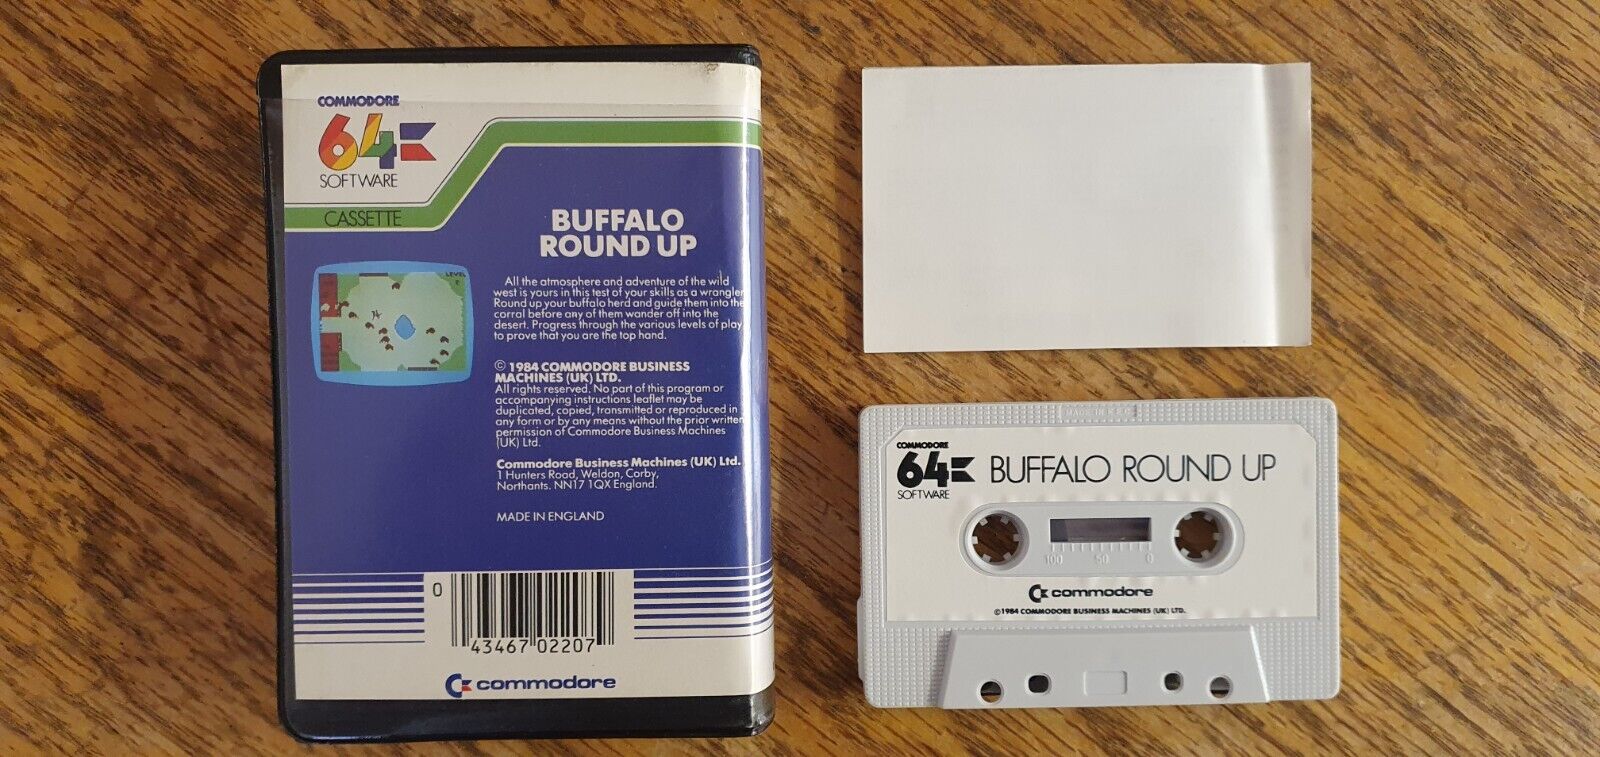 COMMODORE
64
SOFTWARE
CASSETTE
BUFFALO
ROUND UP
LEVEL
All the atmosphere and adventure of the wild
west is yours in this test of your skills as a wrangler
Round up your buffalo herd and guide them into the
corral before any of them wander off into the
desert. Progress through the various levels of play
to prove that you are the top hand.
© 1984 COMMODORE BUSINESS
MACHINES (UK) LTD.
All rights reserved. No part of this program or
accompanying instructions leaflet may be
duplicated, copied, transmitted or reproduced in
any form or by any means without the prior written
permission of Commodore Business Machines
(UK) Ltd.
Commodore Business Machines (UK) Ltd.
1 Hunters Road, Weldon, Corby,
Northants. NN17 1QX England.
MADE IN ENGLAND
0
43467 02207
commodore
COMMODORE
64
SOFTWARE
BUFFALO ROUND UP
100 50 0
commodore
©1984 COMMODORE BUSINESS MACHINES (UK) LTD.